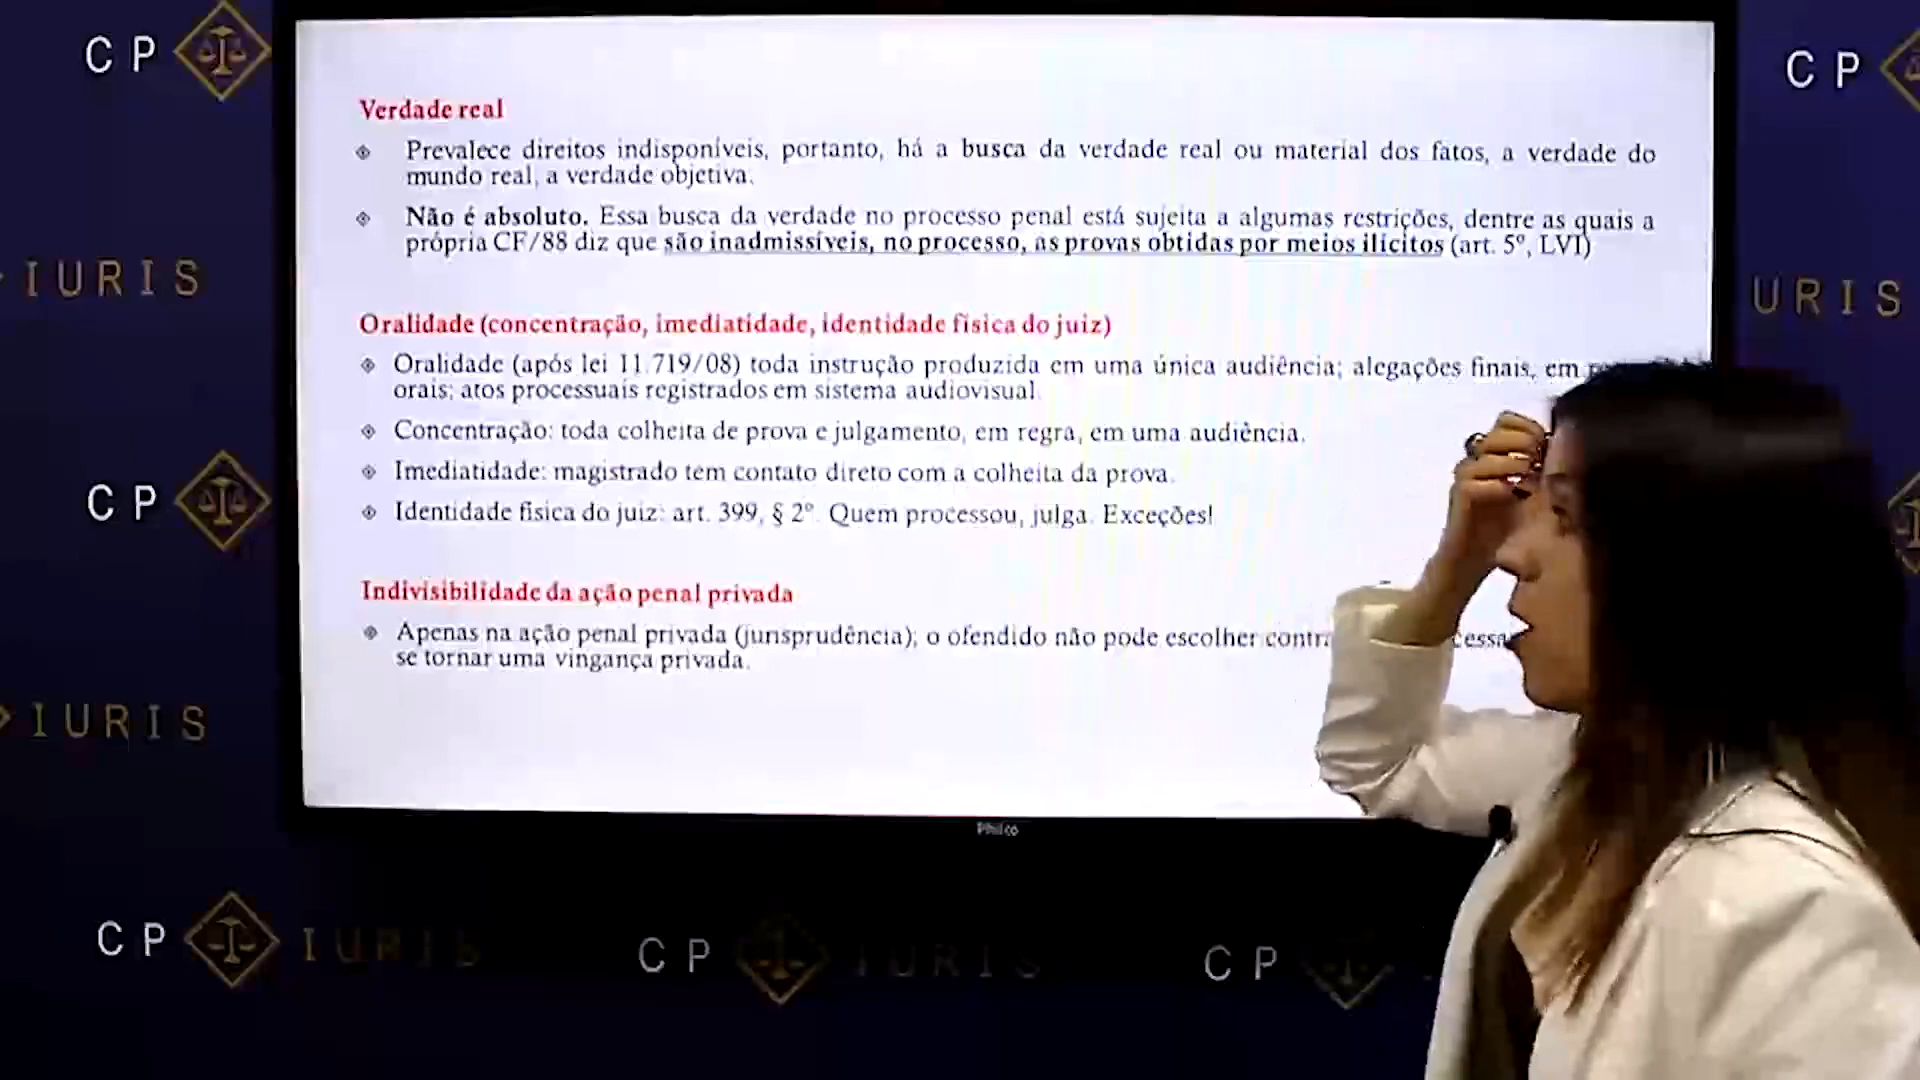 CP
CP
Verdade real
Prevalece direitos indisponíveis, portanto, há a busca da verdade real ou material dos fatos, a verdade do
mundo real, a verdade objetiva.
Não é absoluto. Essa busca da verdade no processo penal está sujeita a algumas restrições, dentre as quais a
própria CF/88 diz que são inadmissíveis, no processo, as provas obtidas por meios ilícitos (art. 5º, LVI)
IURIS
URIS
Oralidade (concentração, imediatidade, identidade física do juiz)
Oralidade (após lei 11.719/08) toda instrução produzida em uma única audiência; alegações finais, em
orais; atos processuais registrados em sistema audiovisual.
Concentração: toda colheita de prova e julgamento, em regra, em uma audiência.
Imediatidade: magistrado tem contato direto com a colheita da prova.
CP
Identidade física do juiz: art. 399, § 2º. Quem processou, julga. Exceções!
Indivisibilidade da ação penal privada
Apenas na ação penal privada (jurisprudência); o ofendido não pode escolher
se tornar uma vingança privada.
IURIS
Philco
CP IURIS
CP IURIS
CP